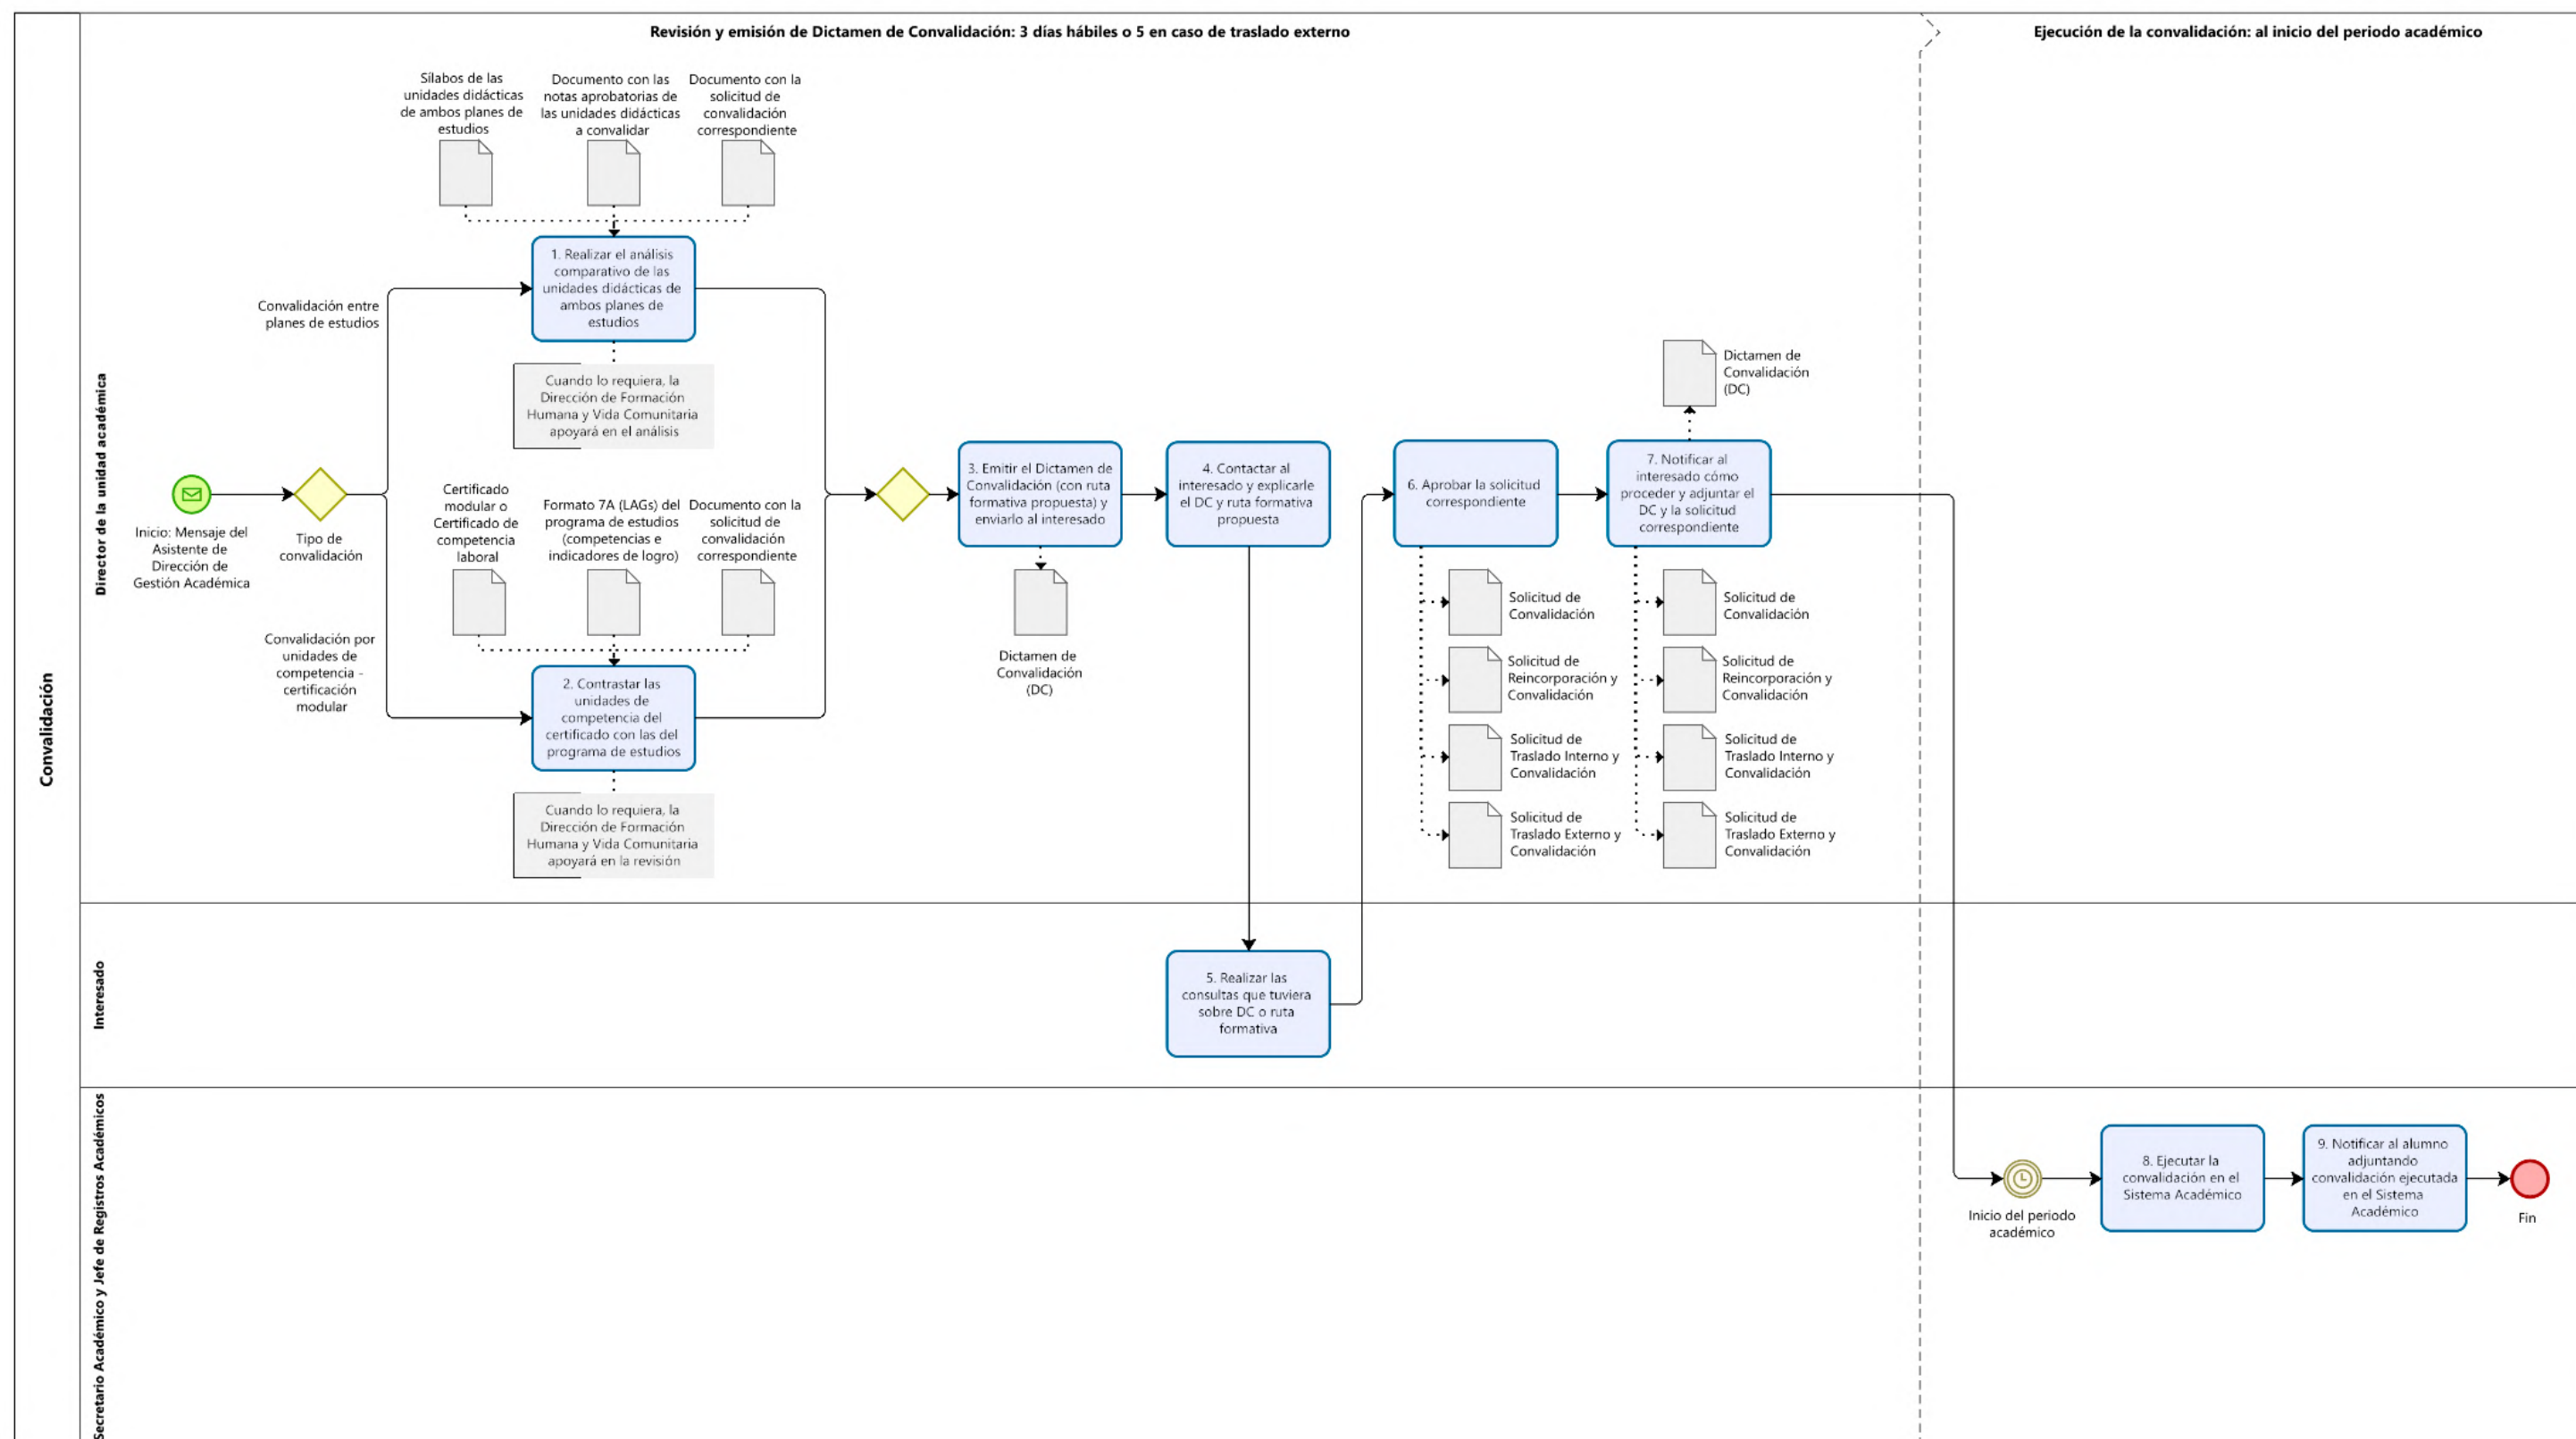 Revisión y emisión de Dictamen de Convalidación: 3 días hábiles o 5 en caso de traslado externo
Ejecución de la convalidación: al inicio del periodo académico
Convalidación
Director de la unidad académica
Sílabos de las
unidades didácticas
de ambos planes de
estudios
Documento con las
notas aprobatorias de
las unidades didácticas
a convalidar
Documento con la
solicitud de
convalidación
correspondiente
1. Realizar el análisis
comparativo de las
unidades didácticas de
ambos planes de
estudios
Convalidación entre
planes de estudios
Cuando lo requiera, la
Dirección de Formación
Humana y Vida Comunitaria
apoyará en el análisis
Inicio: Mensaje del
Asistente de
Dirección de
Gestión Académica
Tipo de
convalidación
Certificado
modular o
Certificado de
competencia
laboral
Formato 7A (LAGs) del
programa de estudios
(competencias e
indicadores de logro)
Documento con la
solicitud de
convalidación
correspondiente
Convalidación por
unidades de
competencia -
certificación
modular
2. Contrastar las
unidades de
competencia del
certificado con las del
programa de estudios
Cuando lo requiera, la
Dirección de Formación
Humana y Vida Comunitaria
apoyará en la revisión
3. Emitir el Dictamen de
Convalidación (con ruta
formativa propuesta) y
enviarlo al interesado
Dictamen de
Convalidación
(DC)
4. Contactar al
interesado y explicarle
el DC y ruta formativa
propuesta
6. Aprobar la solicitud
correspondiente
Solicitud de
Convalidación
Solicitud de
Reincorporación y
Convalidación
Solicitud de
Traslado Interno y
Convalidación
Solicitud de
Traslado Externo y
Convalidación
Dictamen de
Convalidación
(DC)
7. Notificar al
interesado cómo
proceder y adjuntar el
DC y la solicitud
correspondiente
Solicitud de
Convalidación
Solicitud de
Reincorporación y
Convalidación
Solicitud de
Traslado Interno y
Convalidación
Solicitud de
Traslado Externo y
Convalidación
Interesado
5. Realizar las
consultas que tuviera
sobre DC o ruta
formativa
Secretario Académico y Jefe de Registros Académicos
Inicio del periodo
académico
8. Ejecutar la
convalidación en el
Sistema Académico
9. Notificar al alumno
adjuntando
convalidación ejecutada
en el Sistema
Académico
Fin